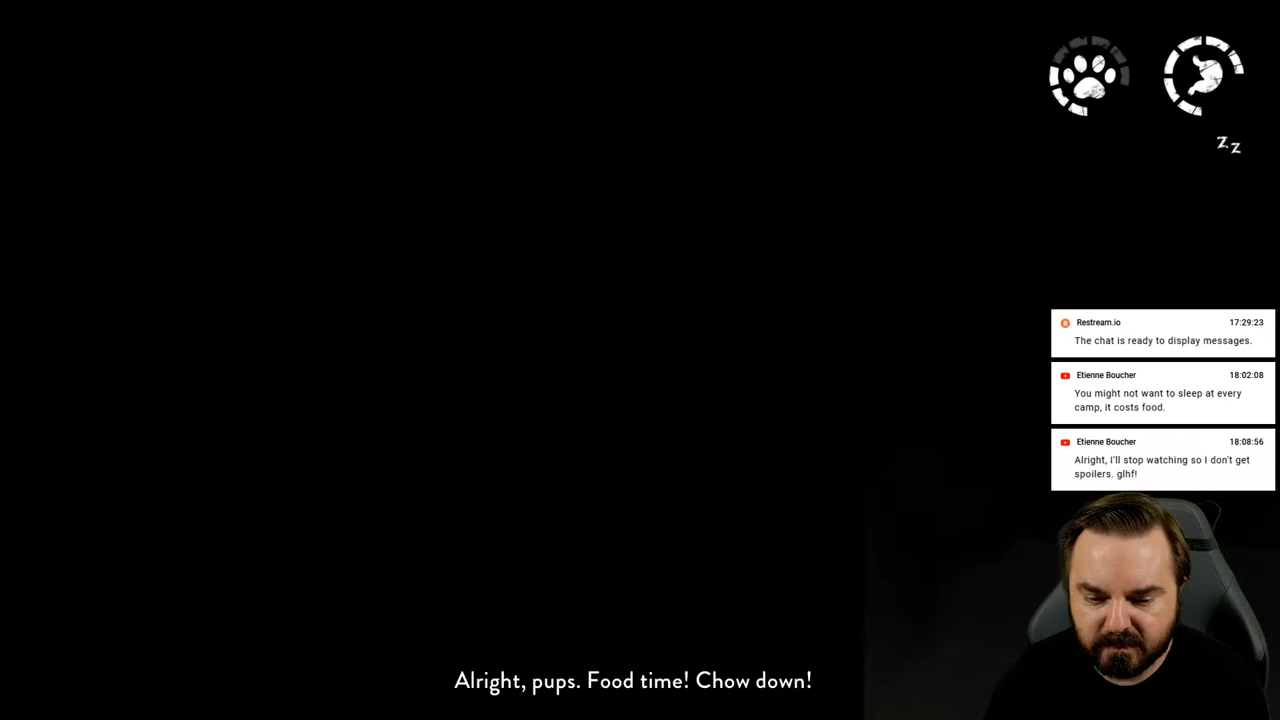 z z
Restream.io 17:29:23
The chat is ready to display messages.
Etienne Boucher 18:02:08
You might not want to sleep at every
camp, it costs food.
Etienne Boucher 18:08:56
Alright, I'll stop watching so I don't get
spoilers. glhf!
Alright, pups. Food time! Chow down!